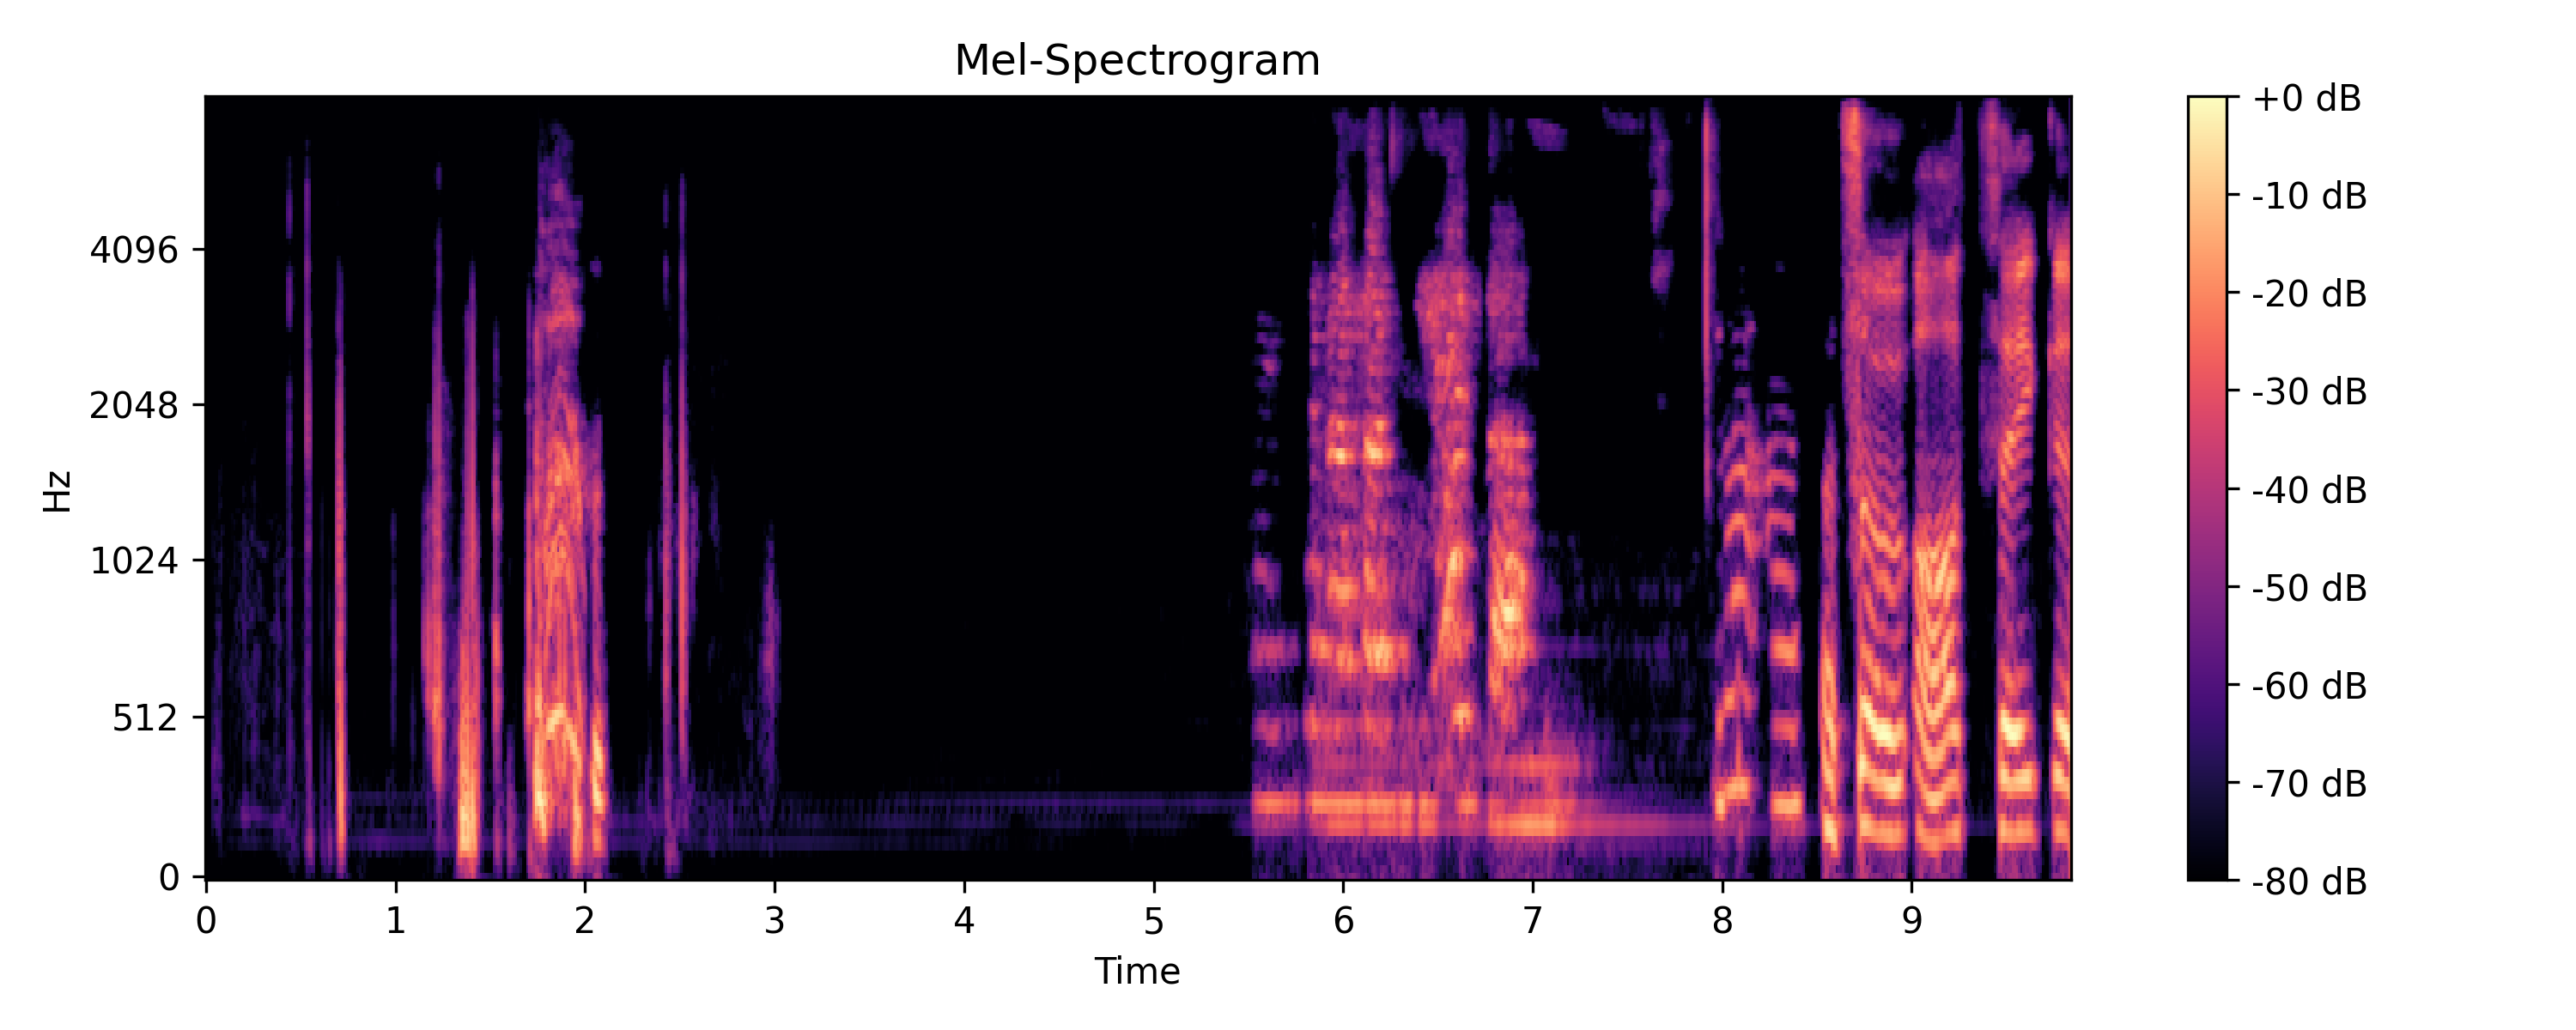 Mel-Spectrogram
+0 dB
-10 dB
-20 dB
-30 dB
-40 dB
-50 dB
-60 dB
-70 dB
-80 dB
Hz
4096
2048
1024
512
0
0 1 2 3 4 5 6 7 8 9
Time